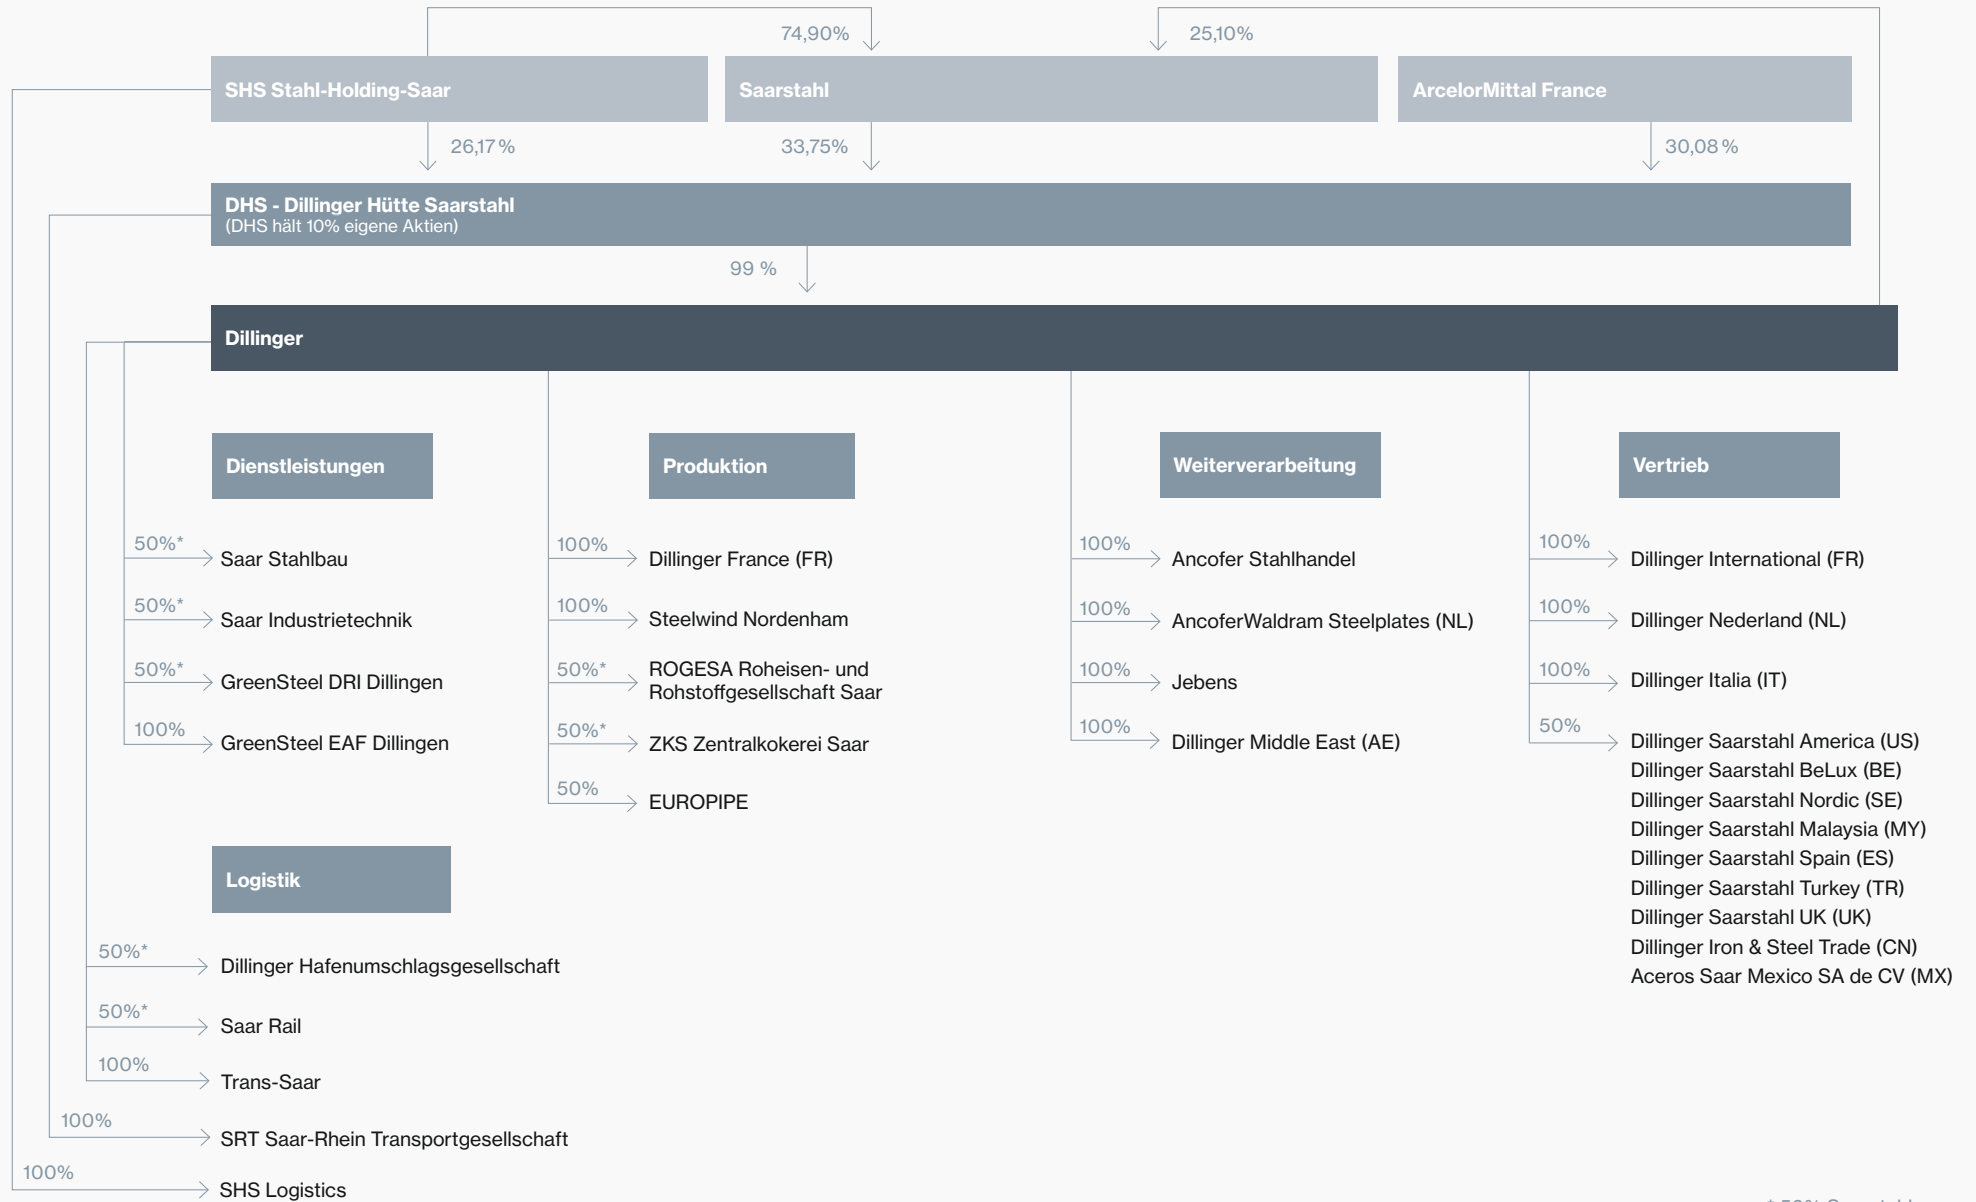 74,90%
25,10%
SHS Stahl-Holding-Saar
Saarstahl
ArcelorMittal France
26,17 %
33,75%
30,08 %
DHS - Dillinger Hütte Saarstahl
(DHS hält 10% eigene Aktien)
99 %
Dillinger
Dienstleistungen
50%*
Saar Stahlbau
50%*
Saar Industrietechnik
50%*
GreenSteel DRI Dillingen
100%
GreenSteel EAF Dillingen
Produktion
100%
Dillinger France (FR)
100%
Steelwind Nordenham
50%*
ROGESA Roheisen- und
Rohstoffgesellschaft Saar
50%*
ZKS Zentralkokerei Saar
50%
EUROPIPE
Weiterverarbeitung
100%
Ancofer Stahlhandel
100%
AncoferWaldram Steelplates (NL)
100%
Jebens
100%
Dillinger Middle East (AE)
Vertrieb
100%
Dillinger International (FR)
100%
Dillinger Nederland (NL)
100%
Dillinger Italia (IT)
50%
Dillinger Saarstahl America (US)
Dillinger Saarstahl BeLux (BE)
Dillinger Saarstahl Nordic (SE)
Dillinger Saarstahl Malaysia (MY)
Dillinger Saarstahl Spain (ES)
Dillinger Saarstahl Turkey (TR)
Dillinger Saarstahl UK (UK)
Dillinger Iron & Steel Trade (CN)
Aceros Saar Mexico SA de CV (MX)
Logistik
50%*
Dillinger Hafenumschlagsgesellschaft
50%*
Saar Rail
100%
Trans-Saar
100%
SRT Saar-Rhein Transportgesellschaft
100%
SHS Logistics